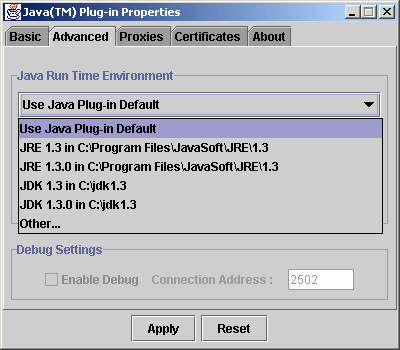 Java(TM) Plug-in Properties
Basic Advanced Proxies Certificates About
Java Run Time Environment
Use Java Plug-in Default
Use Java Plug-in Default
JRE 1.3 in C:\Program Files\JavaSoft\JRE\1.3
JRE 1.3.0 in C:\Program Files\JavaSoft\JRE\1.3
JDK 1.3 in C:\jdk1.3
JDK 1.3.0 in C:\jdk1.3
Other...
Debug Settings
Enable Debug Connection Address : 2502
Apply Reset